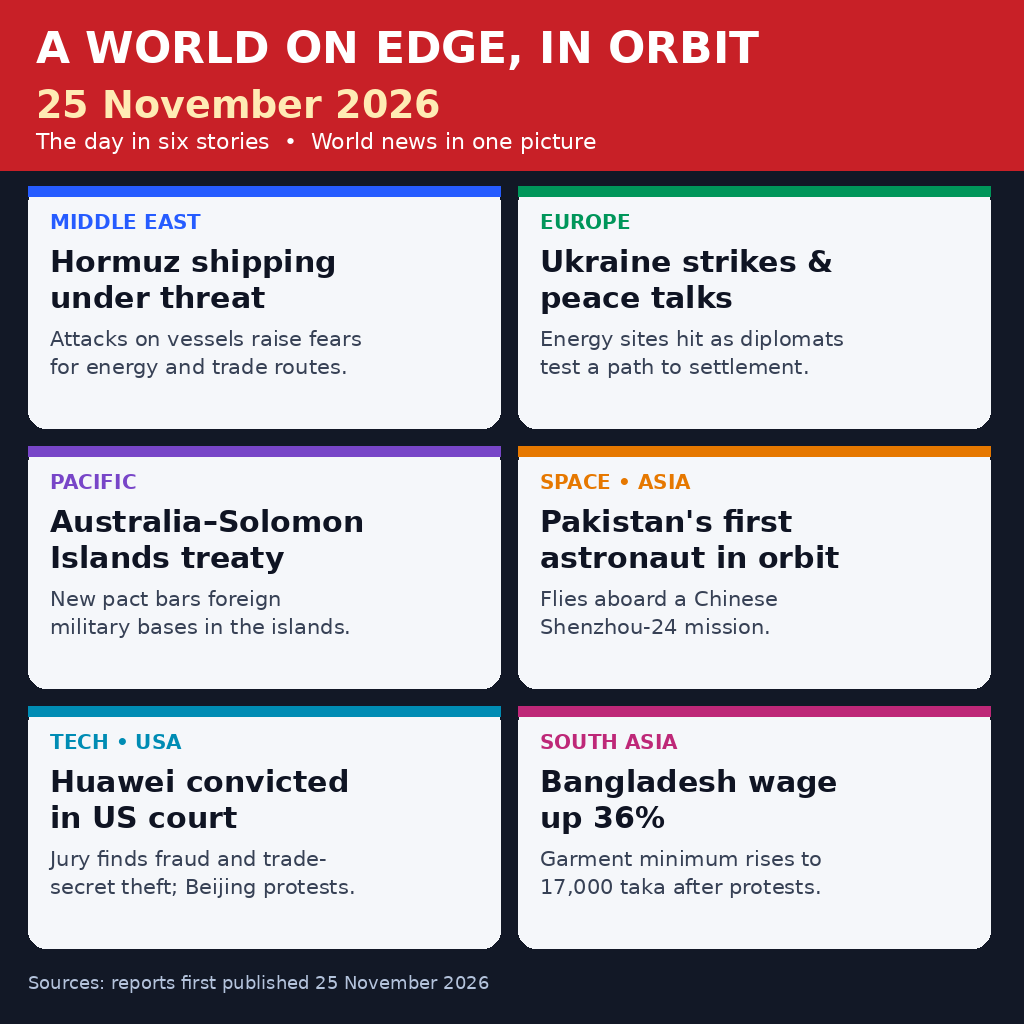 A WORLD ON EDGE, IN ORBIT
25 November 2026
The day in six stories • World news in one picture
MIDDLE EAST
Hormuz shipping
under threat
Attacks on vessels raise fears
for energy and trade routes.
EUROPE
Ukraine strikes &
peace talks
Energy sites hit as diplomats
test a path to settlement.
PACIFIC
Australia–Solomon
Islands treaty
New pact bars foreign
military bases in the islands.
SPACE • ASIA
Pakistan's first
astronaut in orbit
Flies aboard a Chinese
Shenzhou-24 mission.
TECH • USA
Huawei convicted
in US court
Jury finds fraud and trade-
secret theft; Beijing protests.
SOUTH ASIA
Bangladesh wage
up 36%
Garment minimum rises to
17,000 taka after protests.
Sources: reports first published 25 November 2026